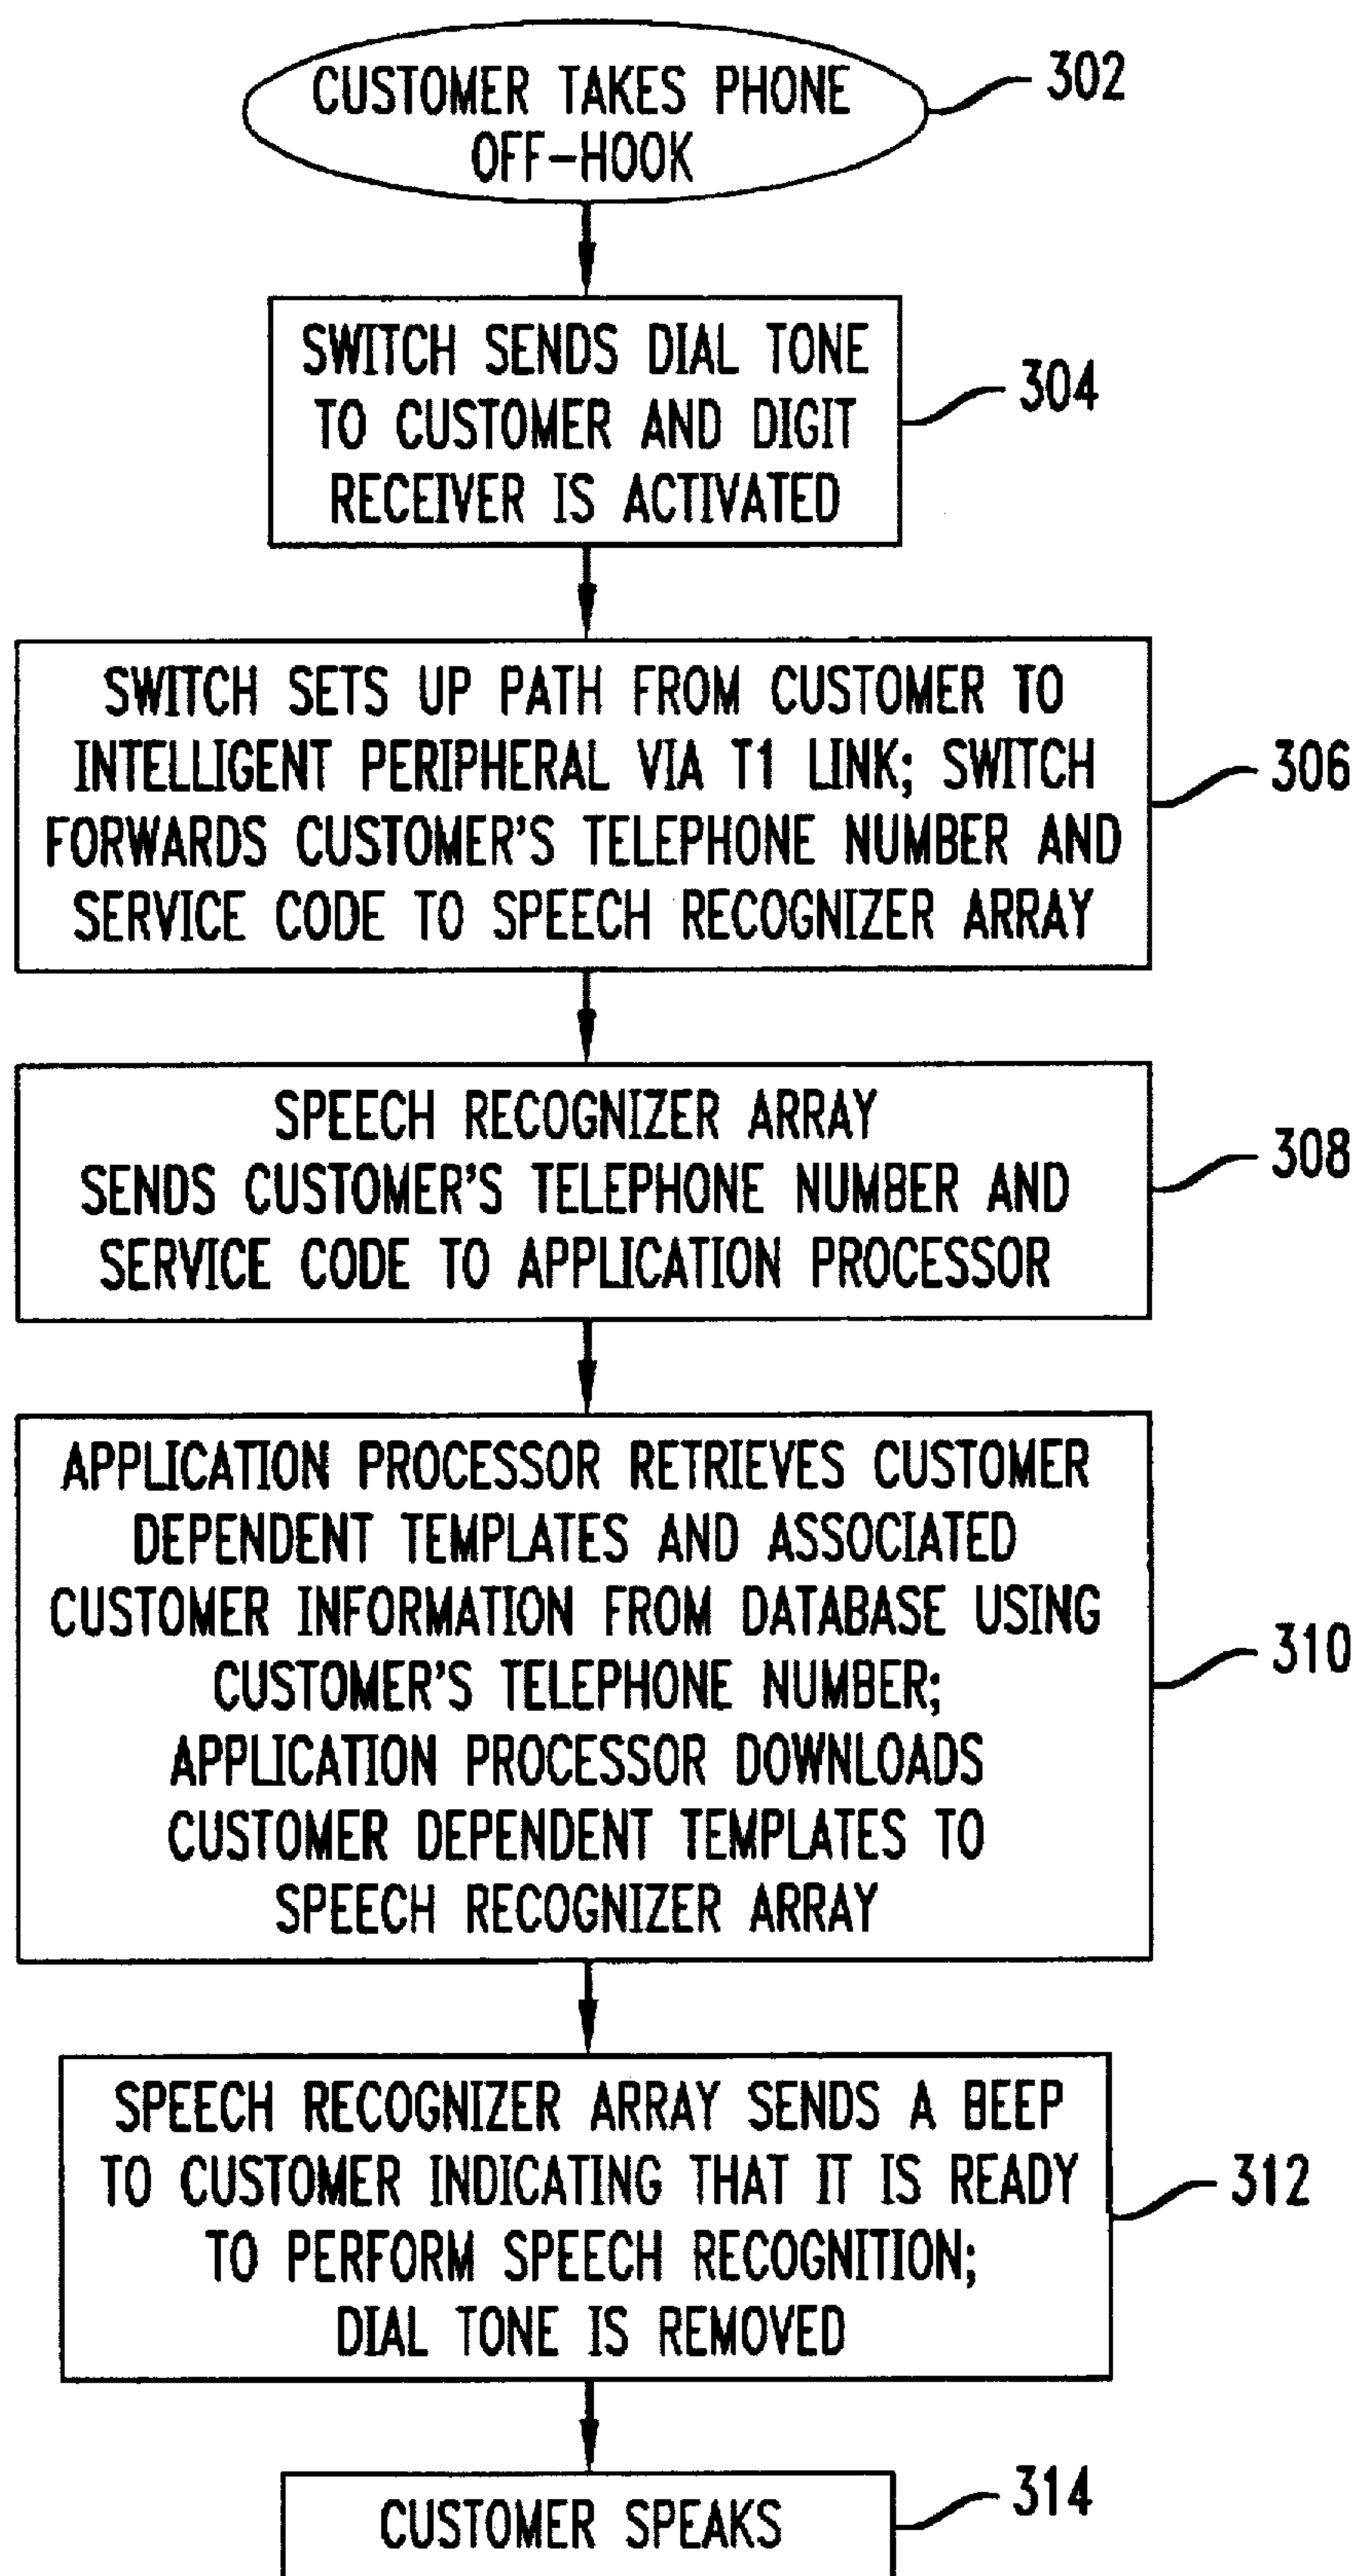 CUSTOMER TAKES PHONE
OFF-HOOK
302
SWITCH SENDS DIAL TONE
TO CUSTOMER AND DIGIT
RECEIVER IS ACTIVATED
304
SWITCH SETS UP PATH FROM CUSTOMER TO
INTELLIGENT PERIPHERAL VIA T1 LINK; SWITCH
FORWARDS CUSTOMER'S TELEPHONE NUMBER AND
SERVICE CODE TO SPEECH RECOGNIZER ARRAY
306
SPEECH RECOGNIZER ARRAY
SENDS CUSTOMER'S TELEPHONE NUMBER AND
SERVICE CODE TO APPLICATION PROCESSOR
308
APPLICATION PROCESSOR RETRIEVES CUSTOMER
DEPENDENT TEMPLATES AND ASSOCIATED
CUSTOMER INFORMATION FROM DATABASE USING
CUSTOMER'S TELEPHONE NUMBER;
APPLICATION PROCESSOR DOWNLOADS
CUSTOMER DEPENDENT TEMPLATES TO
SPEECH RECOGNIZER ARRAY
310
SPEECH RECOGNIZER ARRAY SENDS A BEEP
TO CUSTOMER INDICATING THAT IT IS READY
TO PERFORM SPEECH RECOGNITION;
DIAL TONE IS REMOVED
312
CUSTOMER SPEAKS
314